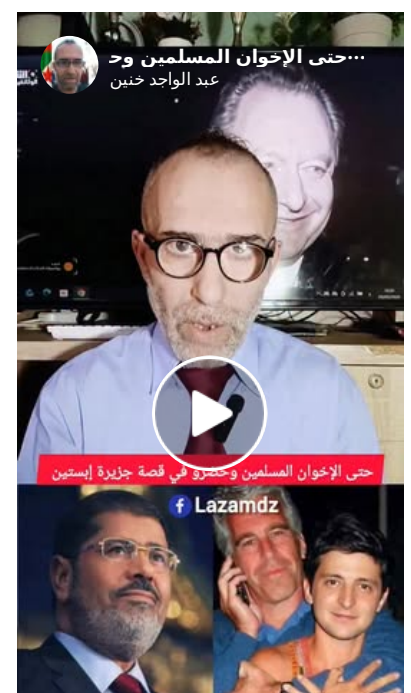 حتى الإخوان المسلمين وح...
عبد الواجد خنين
حتى الإخوان المسلمين وحضرو في قصة جزيرة إبستين
Lazamdz